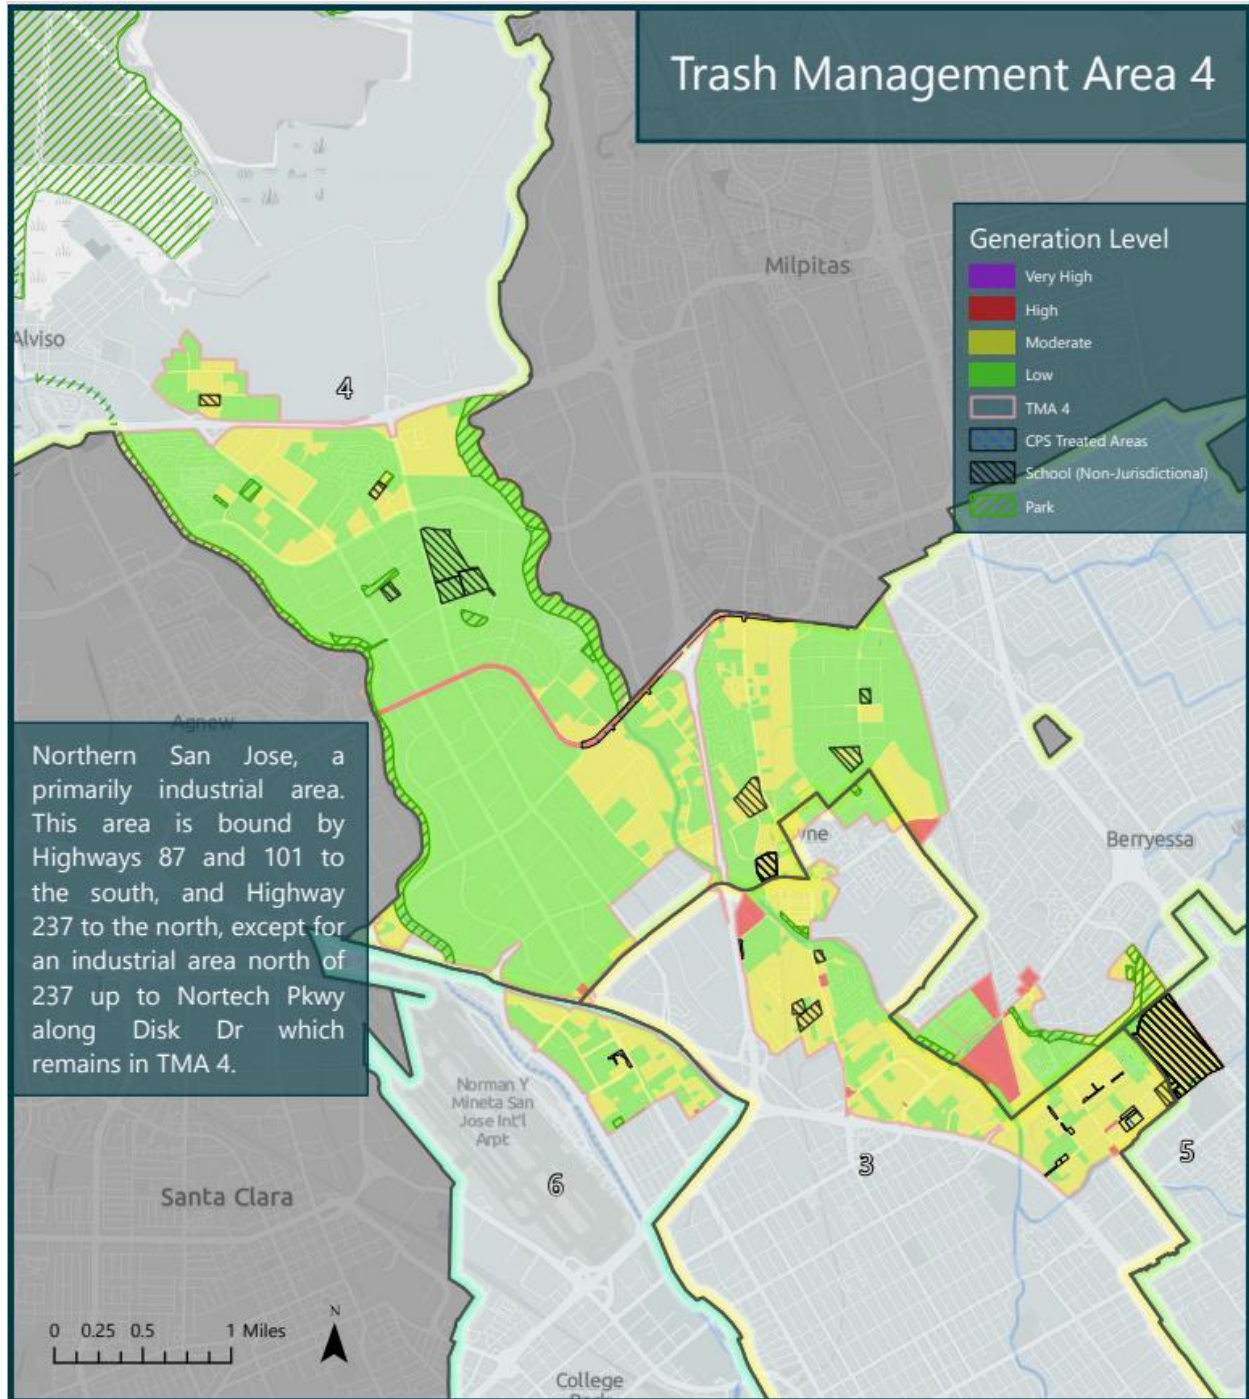 Trash Management Area 4
Milpitas
Generation Level
Very High
High
Moderate
Low
TMA 4
CPS Treated Areas
School (Non-Jurisdictional)
Park
Alviso
4
Agnew
Northern San Jose, a
primarily industrial area.
This area is bound by
Highways 87 and 101 to
the south, and Highway
237 to the north, except for
an industrial area north of
237 up to Nortech Pkwy
along Disk Dr which
remains in TMA 4.
yne
Berryessa
Norman Y
Mineta San
Jose Int'l
Arpt
Santa Clara
6
3
5
0 0.25 0.5 1 Miles
N
College